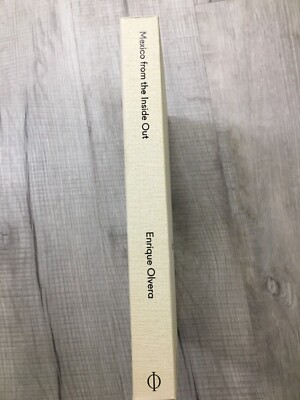 Mexico from the Inside Out
Enrique Olvera